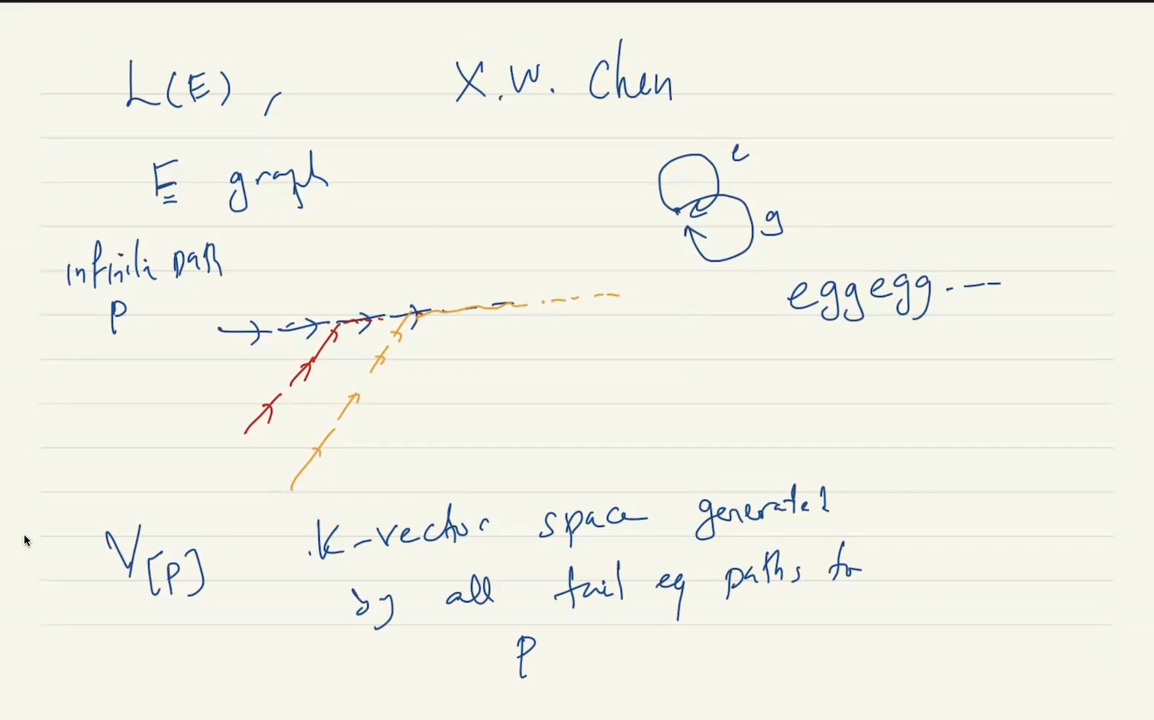 L(E), X.W. Chen
E graph
e
g
infinite path
p
eggegg.---
V[p] K-vector space generated
by all tail eq paths to
p